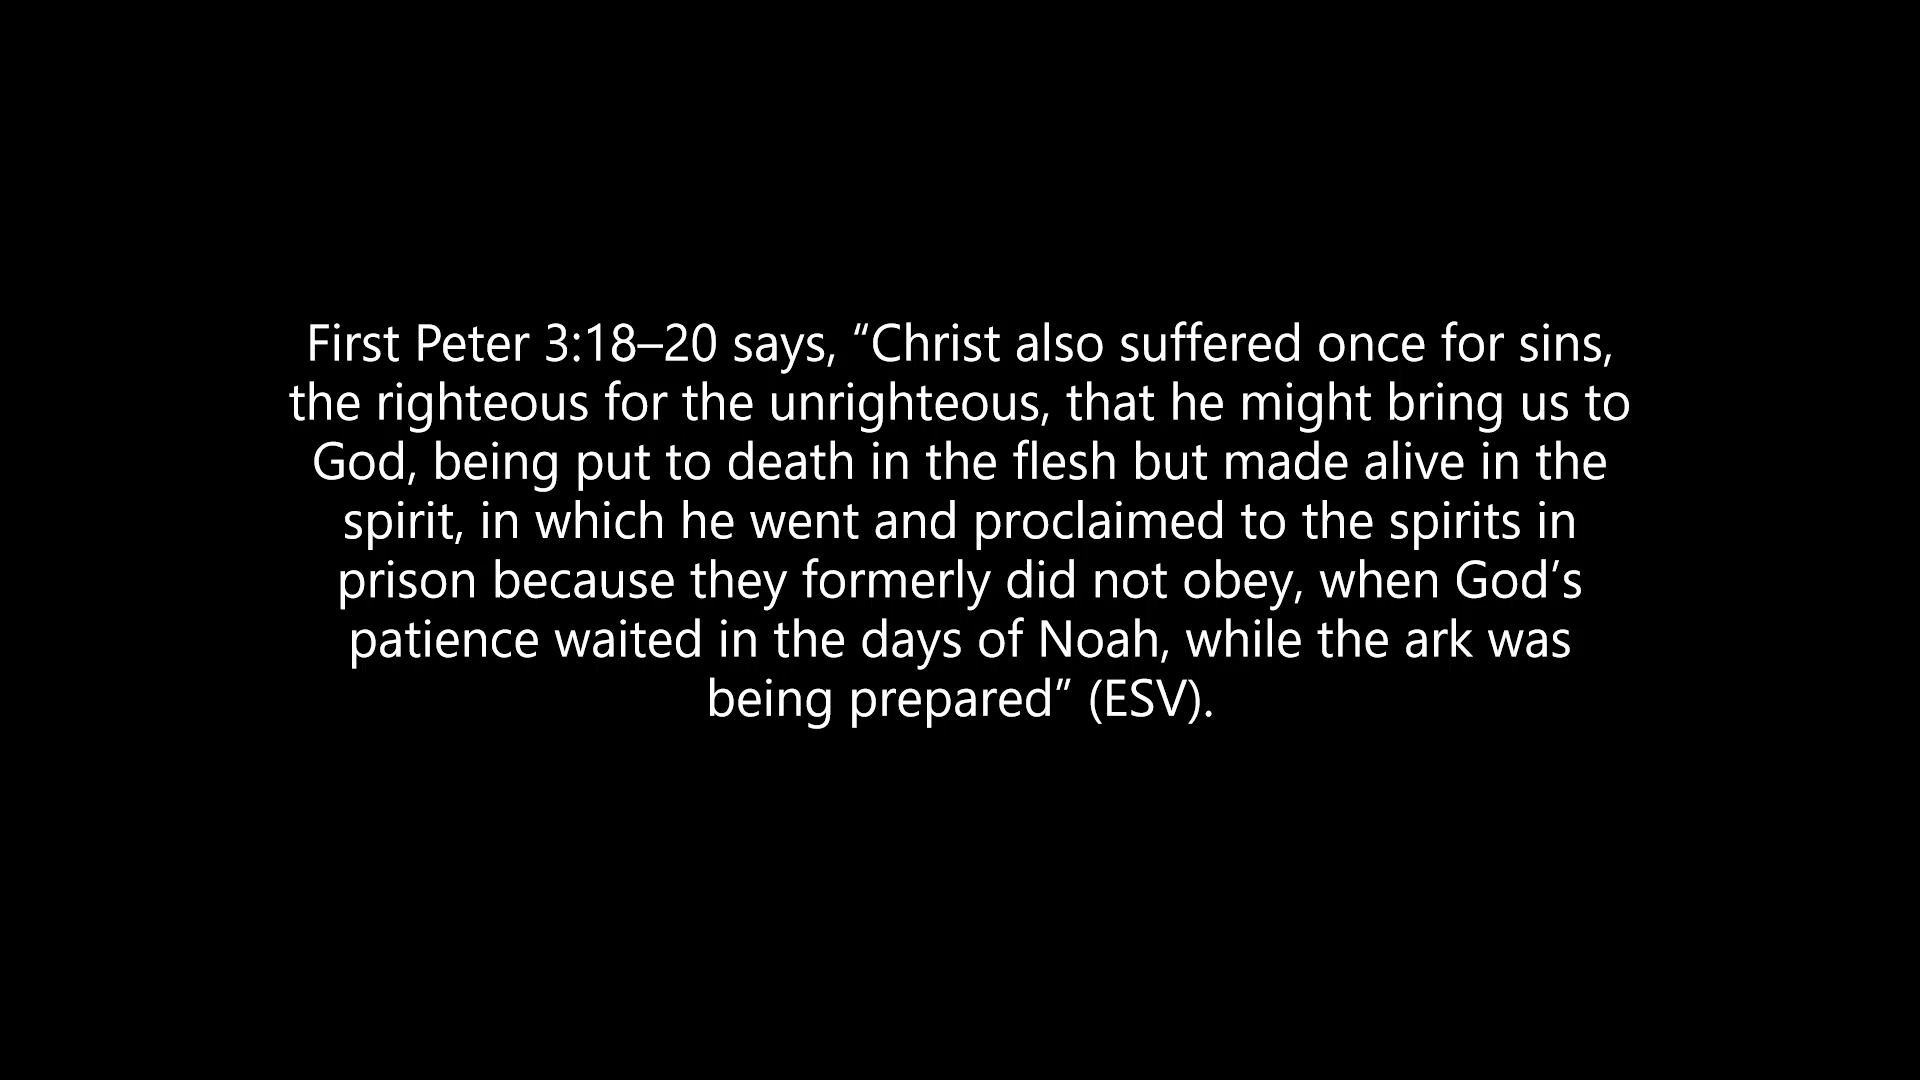 First Peter 3:18–20 says, “Christ also suffered once for sins,
the righteous for the unrighteous, that he might bring us to
God, being put to death in the flesh but made alive in the
spirit, in which he went and proclaimed to the spirits in
prison because they formerly did not obey, when God’s
patience waited in the days of Noah, while the ark was
being prepared” (ESV).